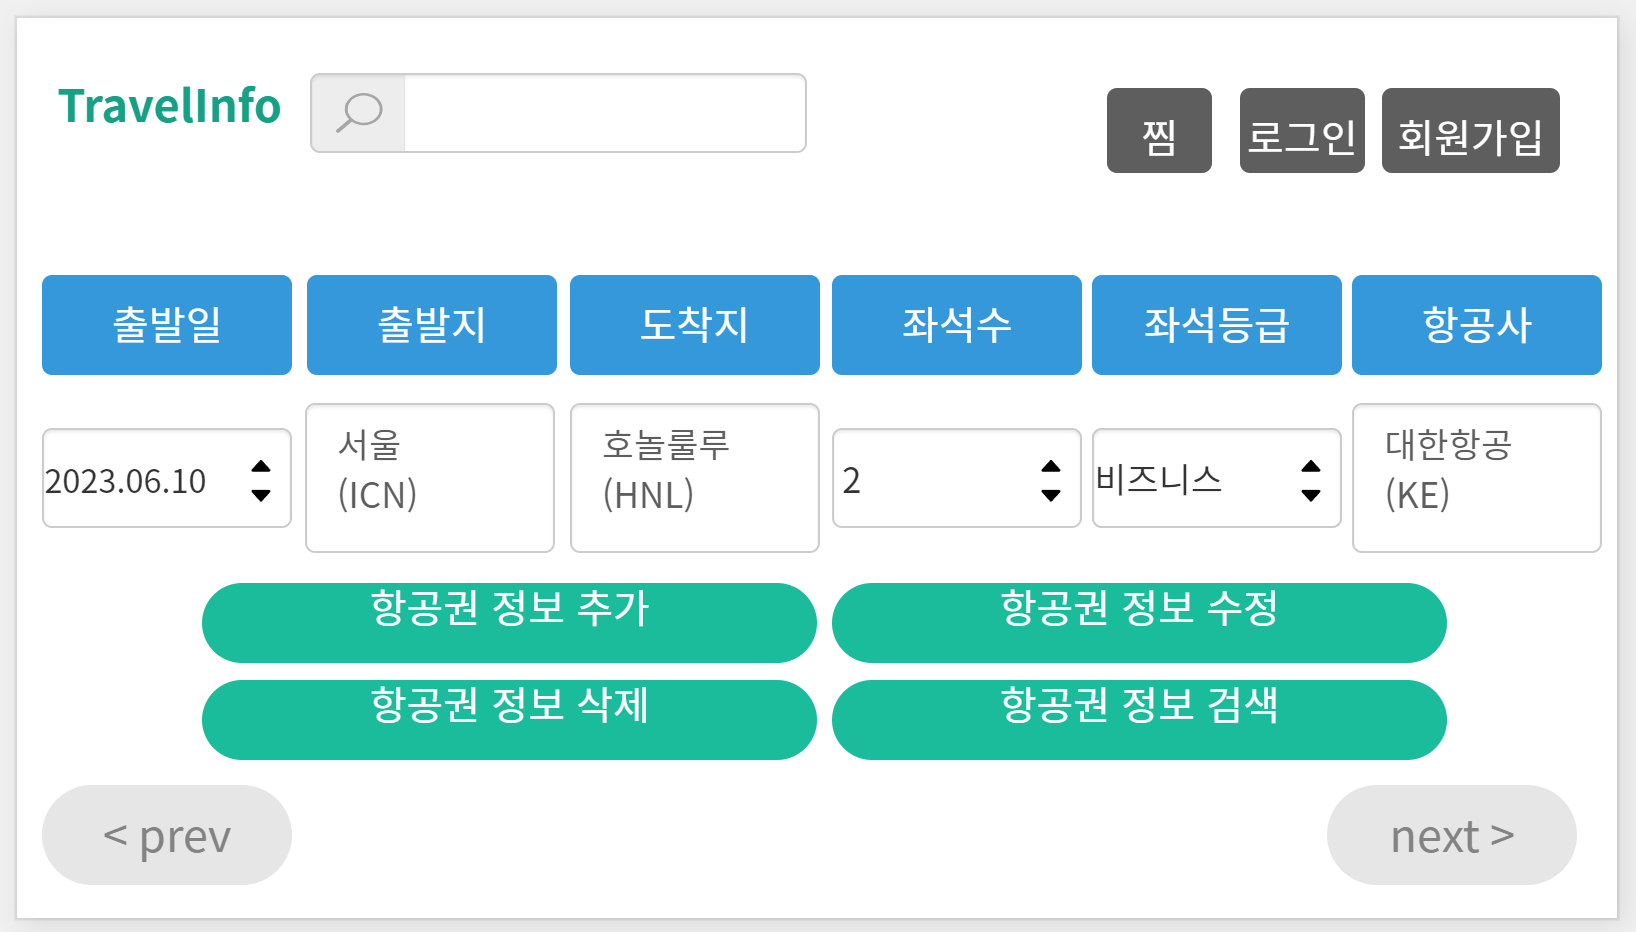 TravelInfo
찜
로그인
회원가입
출발일
출발지
도착지
좌석수
좌석등급
항공사
2023.06.10
서울
(ICN)
호놀룰루
(HNL)
2
비즈니스
대한항공
(KE)
항공권 정보 추가
항공권 정보 수정
항공권 정보 삭제
항공권 정보 검색
< prev
next >